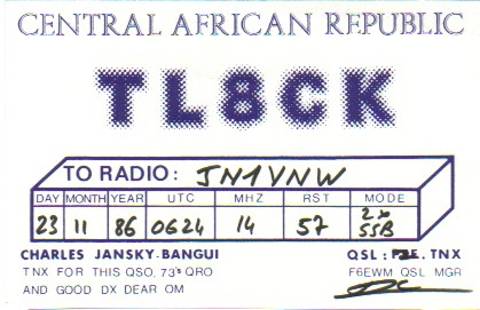 CENTRAL AFRICAN REPUBLIC
TL8CK
TO RADIO: JN1VNW
DAY MONTH YEAR UTC MHZ RST MODE
23 11 86 0624 14 57 2x SSB
CHARLES JANSKY-BANGUI QSL: TNX
TNX FOR THIS QSO, 73's QRO F6EWM QSL MGR
AND GOOD DX DEAR OM